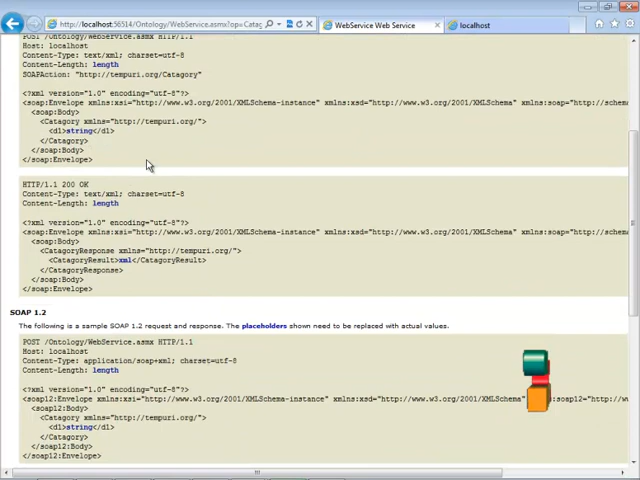 http://localhost:56514/Ontology/WebService.asmx?op=Catag
WebService Web Service
localhost
POST /Ontology/WebService.asmx HTTP/1.1
Host: localhost
Content-Type: text/xml; charset=utf-8
Content-Length: length
SOAPAction: "http://tempuri.org/Catagory"
<?xml version="1.0" encoding="utf-8"?>
<soap:Envelope xmlns:xsi="http://www.w3.org/2001/XMLSchema-instance" xmlns:xsd="http://www.w3.org/2001/XMLSchema" xmlns:soap="http://schema
<soap:Body>
<Catagory xmlns="http://tempuri.org/">
<d1>string</d1>
</Catagory>
</soap:Body>
</soap:Envelope>
HTTP/1.1 200 OK
Content-Type: text/xml; charset=utf-8
Content-Length: length
<?xml version="1.0" encoding="utf-8"?>
<soap:Envelope xmlns:xsi="http://www.w3.org/2001/XMLSchema-instance" xmlns:xsd="http://www.w3.org/2001/XMLSchema" xmlns:soap="http://schema
<soap:Body>
<CatagoryResponse xmlns="http://tempuri.org/">
<CatagoryResult>xml</CatagoryResult>
</CatagoryResponse>
</soap:Body>
</soap:Envelope>
SOAP 1.2
The following is a sample SOAP 1.2 request and response. The placeholders shown need to be replaced with actual values.
POST /Ontology/WebService.asmx HTTP/1.1
Host: localhost
Content-Type: application/soap+xml; charset=utf-8
Content-Length: length
<?xml version="1.0" encoding="utf-8"?>
<soap12:Envelope xmlns:xsi="http://www.w3.org/2001/XMLSchema-instance" xmlns:xsd="http://www.w3.org/2001/XMLSchema" s:soap12="http://www
<soap12:Body>
<Catagory xmlns="http://tempuri.org/">
<d1>string</d1>
</Catagory>
</soap12:Body>
</soap12:Envelope>